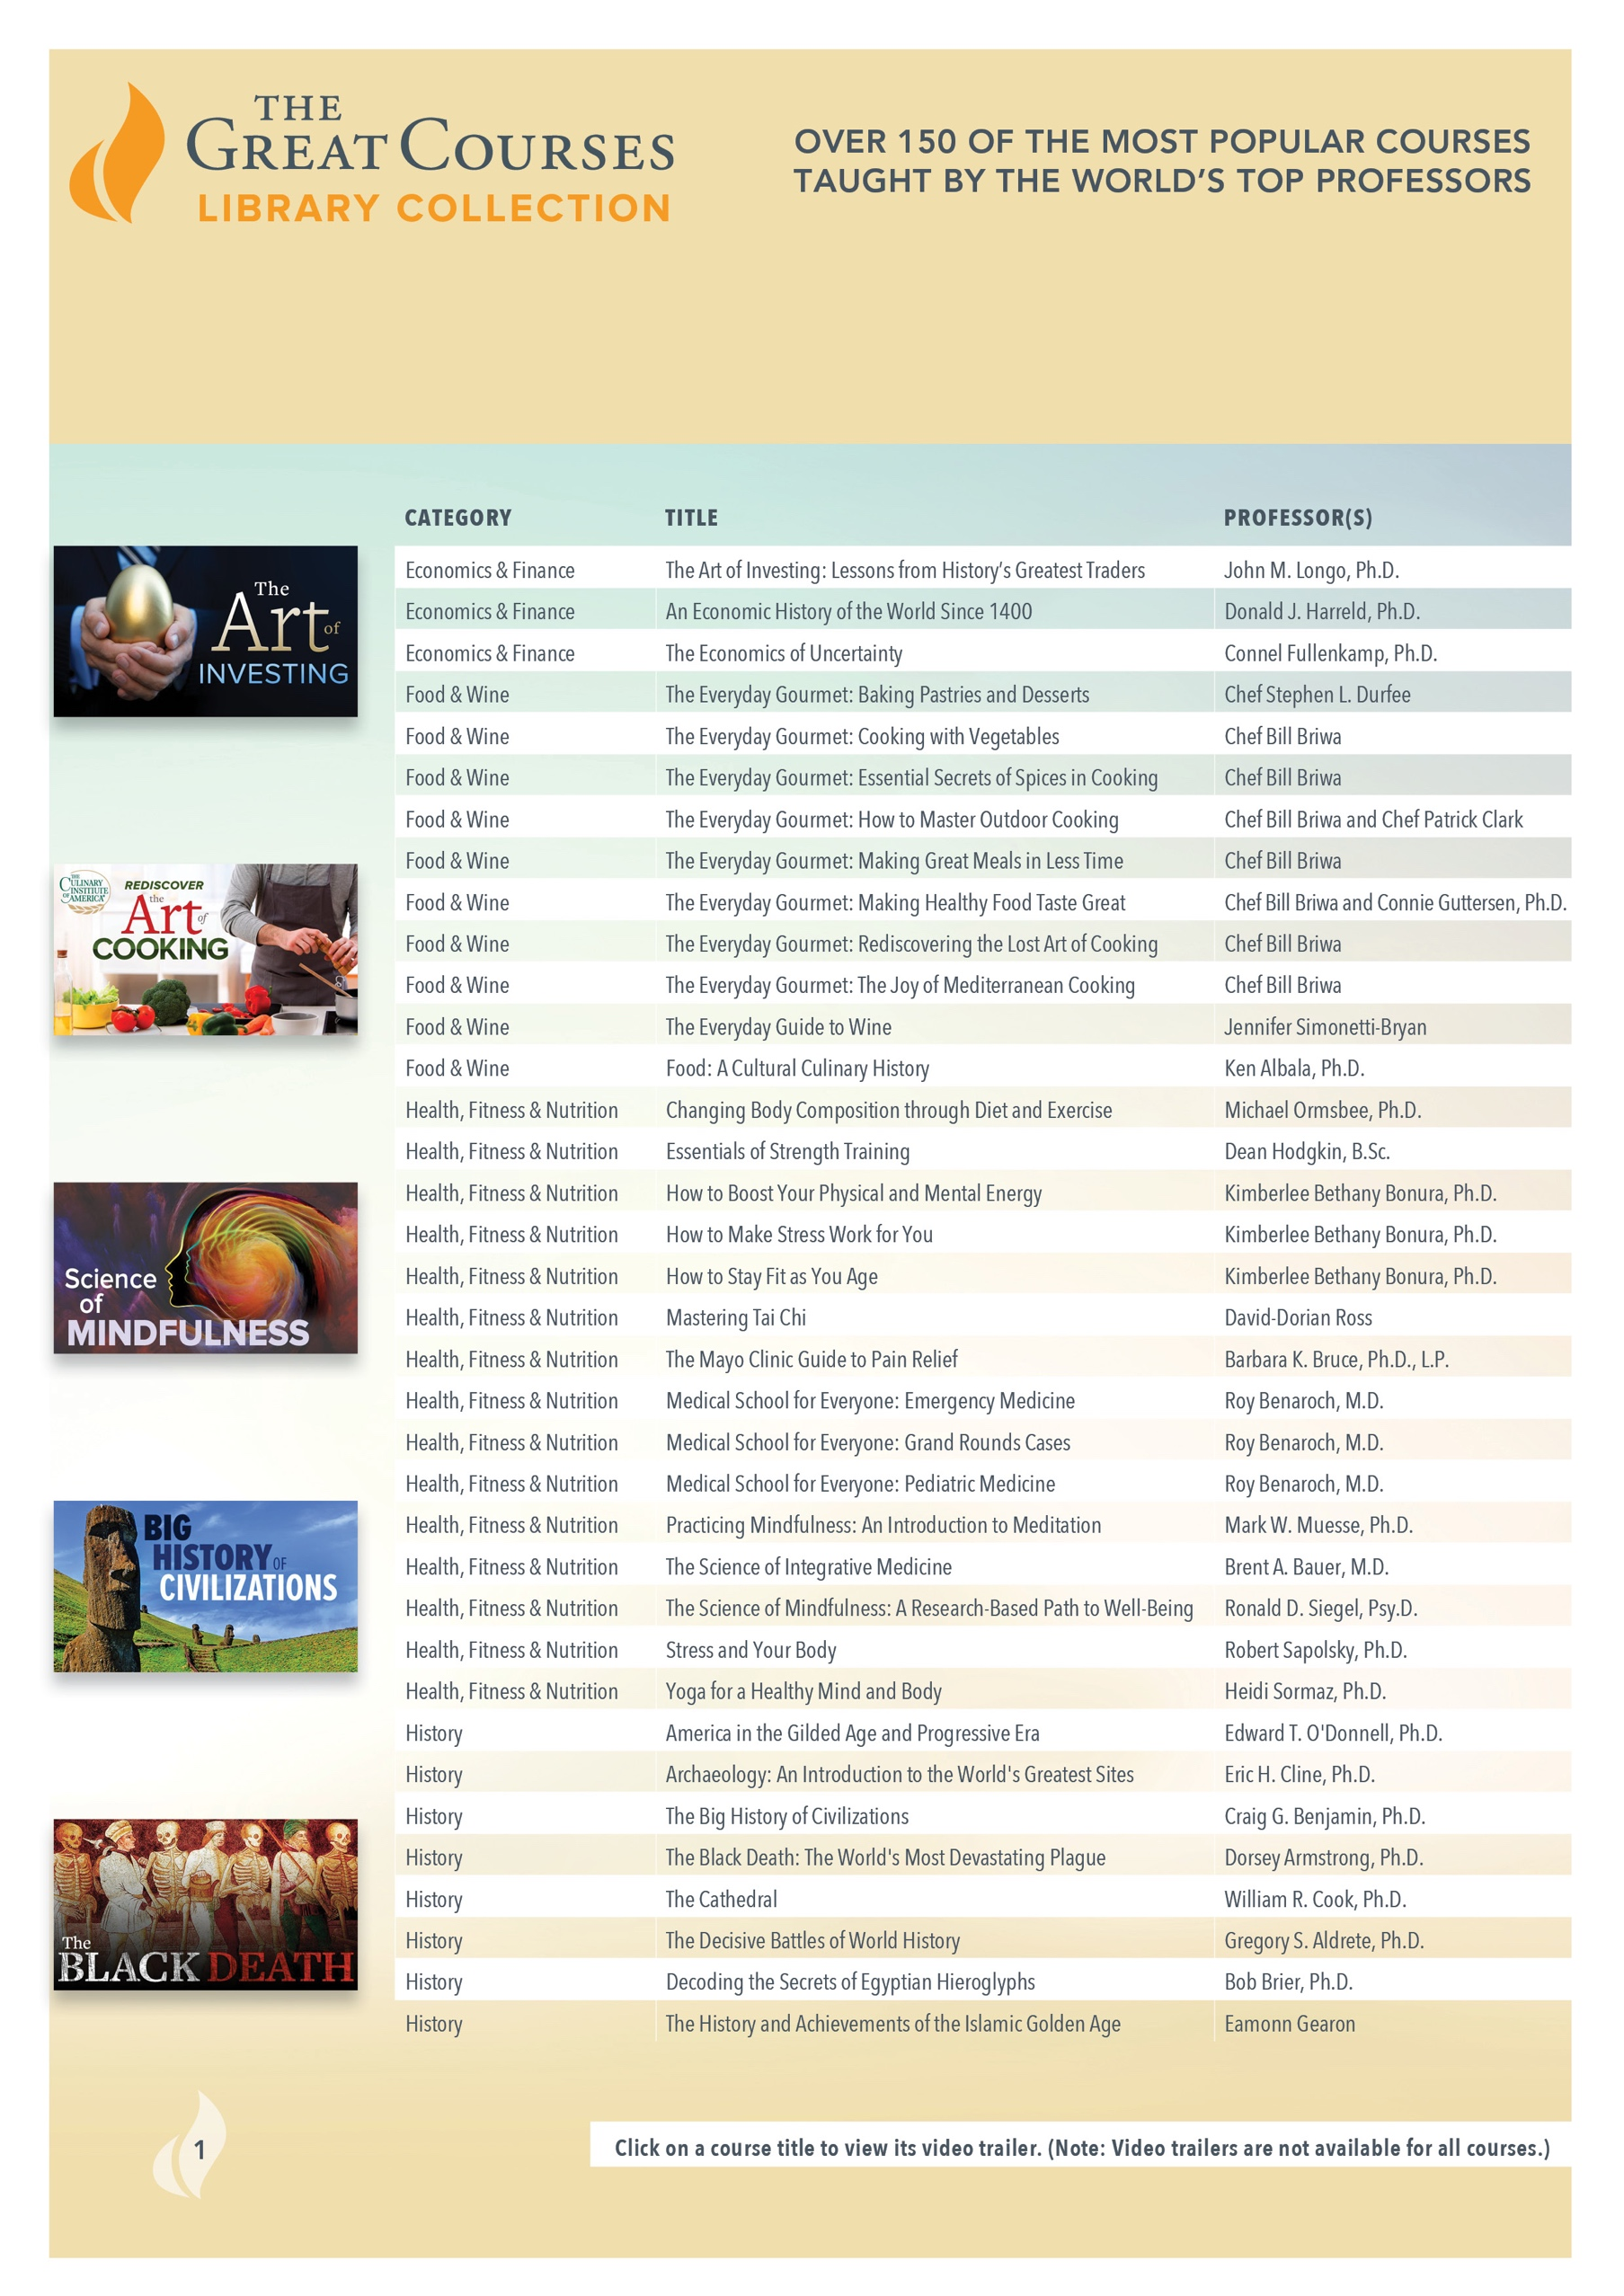 THE
GREAT COURSES
LIBRARY COLLECTION
OVER 150 OF THE MOST POPULAR COURSES
TAUGHT BY THE WORLD'S TOP PROFESSORS
CATEGORY TITLE PROFESSOR(S)
Economics & Finance The Art of Investing: Lessons from History's Greatest Traders John M. Longo, Ph.D.
Economics & Finance An Economic History of the World Since 1400 Donald J. Harreld, Ph.D.
Economics & Finance The Economics of Uncertainty Connel Fullenkamp, Ph.D.
Food & Wine The Everyday Gourmet: Baking Pastries and Desserts Chef Stephen L. Durfee
Food & Wine The Everyday Gourmet: Cooking with Vegetables Chef Bill Briwa
Food & Wine The Everyday Gourmet: Essential Secrets of Spices in Cooking Chef Bill Briwa
Food & Wine The Everyday Gourmet: How to Master Outdoor Cooking Chef Bill Briwa and Chef Patrick Clark
Food & Wine The Everyday Gourmet: Making Great Meals in Less Time Chef Bill Briwa
Food & Wine The Everyday Gourmet: Making Healthy Food Taste Great Chef Bill Briwa and Connie Guttersen, Ph.D.
Food & Wine The Everyday Gourmet: Rediscovering the Lost Art of Cooking Chef Bill Briwa
Food & Wine The Everyday Gourmet: The Joy of Mediterranean Cooking Chef Bill Briwa
Food & Wine The Everyday Guide to Wine Jennifer Simonetti-Bryan
Food & Wine Food: A Cultural Culinary History Ken Albala, Ph.D.
Health, Fitness & Nutrition Changing Body Composition through Diet and Exercise Michael Ormsbee, Ph.D.
Health, Fitness & Nutrition Essentials of Strength Training Dean Hodgkin, B.Sc.
Health, Fitness & Nutrition How to Boost Your Physical and Mental Energy Kimberlee Bethany Bonura, Ph.D.
Health, Fitness & Nutrition How to Make Stress Work for You Kimberlee Bethany Bonura, Ph.D.
Health, Fitness & Nutrition How to Stay Fit as You Age Kimberlee Bethany Bonura, Ph.D.
Health, Fitness & Nutrition Mastering Tai Chi David-Dorian Ross
Health, Fitness & Nutrition The Mayo Clinic Guide to Pain Relief Barbara K. Bruce, Ph.D., L.P.
Health, Fitness & Nutrition Medical School for Everyone: Emergency Medicine Roy Benaroch, M.D.
Health, Fitness & Nutrition Medical School for Everyone: Grand Rounds Cases Roy Benaroch, M.D.
Health, Fitness & Nutrition Medical School for Everyone: Pediatric Medicine Roy Benaroch, M.D.
Health, Fitness & Nutrition Practicing Mindfulness: An Introduction to Meditation Mark W. Muesse, Ph.D.
Health, Fitness & Nutrition The Science of Integrative Medicine Brent A. Bauer, M.D.
Health, Fitness & Nutrition The Science of Mindfulness: A Research-Based Path to Well-Being Ronald D. Siegel, Psy.D.
Health, Fitness & Nutrition Stress and Your Body Robert Sapolsky, Ph.D.
Health, Fitness & Nutrition Yoga for a Healthy Mind and Body Heidi Sormaz, Ph.D.
History America in the Gilded Age and Progressive Era Edward T. O'Donnell, Ph.D.
History Archaeology: An Introduction to the World's Greatest Sites Eric H. Cline, Ph.D.
History The Big History of Civilizations Craig G. Benjamin, Ph.D.
History The Black Death: The World's Most Devastating Plague Dorsey Armstrong, Ph.D.
History The Cathedral William R. Cook, Ph.D.
History The Decisive Battles of World History Gregory S. Aldrete, Ph.D.
History Decoding the Secrets of Egyptian Hieroglyphs Bob Brier, Ph.D.
History The History and Achievements of the Islamic Golden Age Eamonn Gearon
The
Art of
INVESTING
THE
CULINARY
INSTITUTE
OF AMERICA
REDISCOVER
the
Art of
COOKING
Science
of
MINDFULNESS
BIG
HISTORY OF
CIVILIZATIONS
The
BLACK DEATH
1
Click on a course title to view its video trailer. (Note: Video trailers are not available for all courses.)